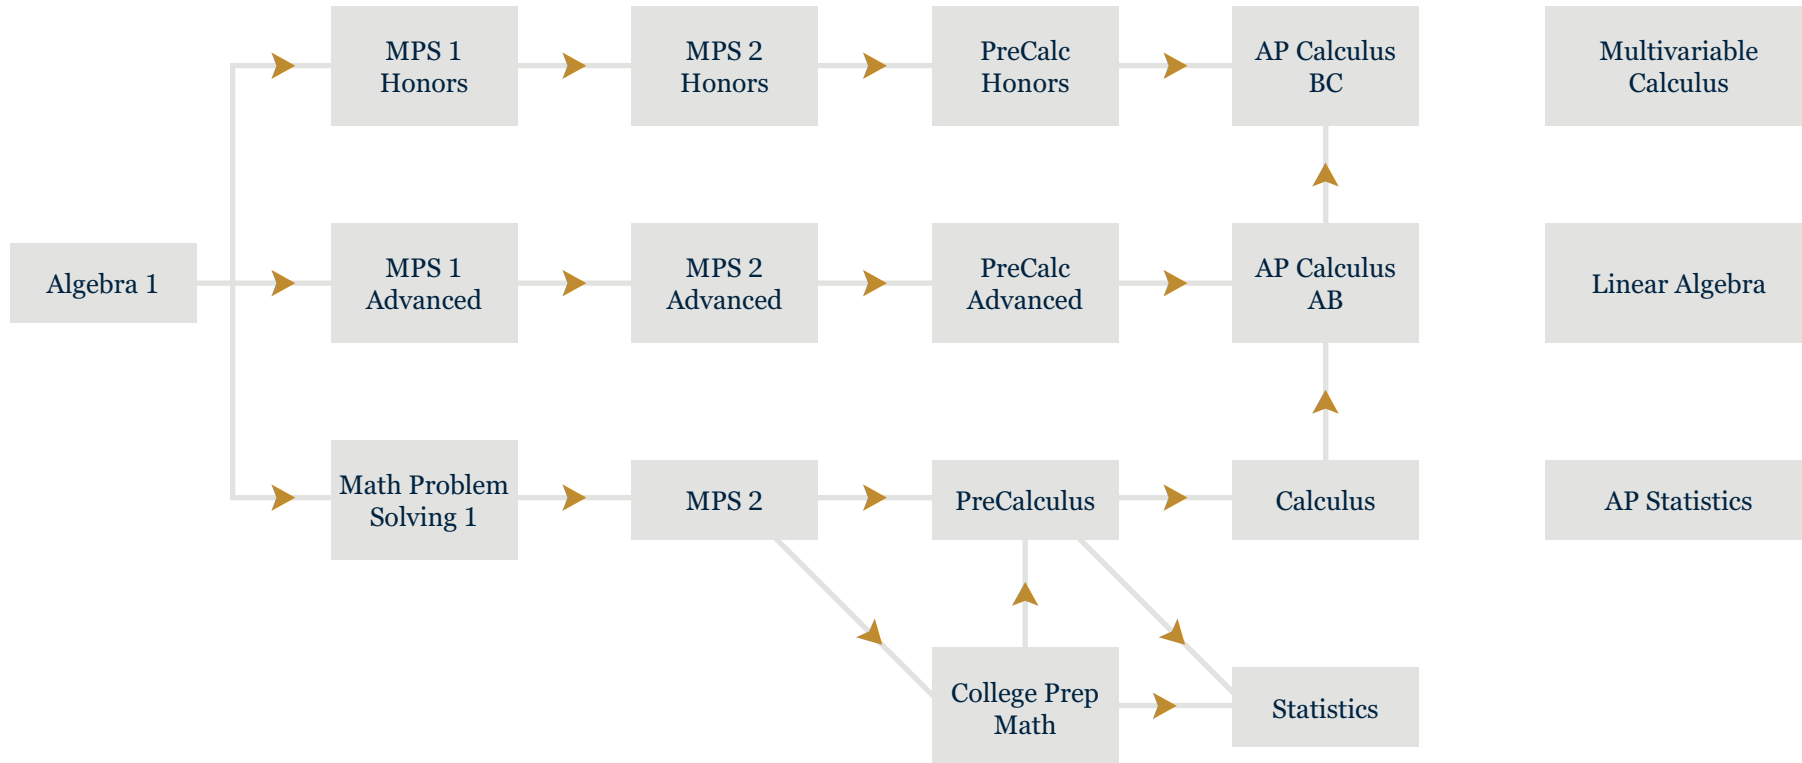 MPS 1
Honors
MPS 2
Honors
PreCalc
Honors
AP Calculus
BC
Multivariable
Calculus
Algebra 1
MPS 1
Advanced
MPS 2
Advanced
PreCalc
Advanced
AP Calculus
AB
Linear Algebra
Math Problem
Solving 1
MPS 2
PreCalculus
Calculus
AP Statistics
College Prep
Math
Statistics